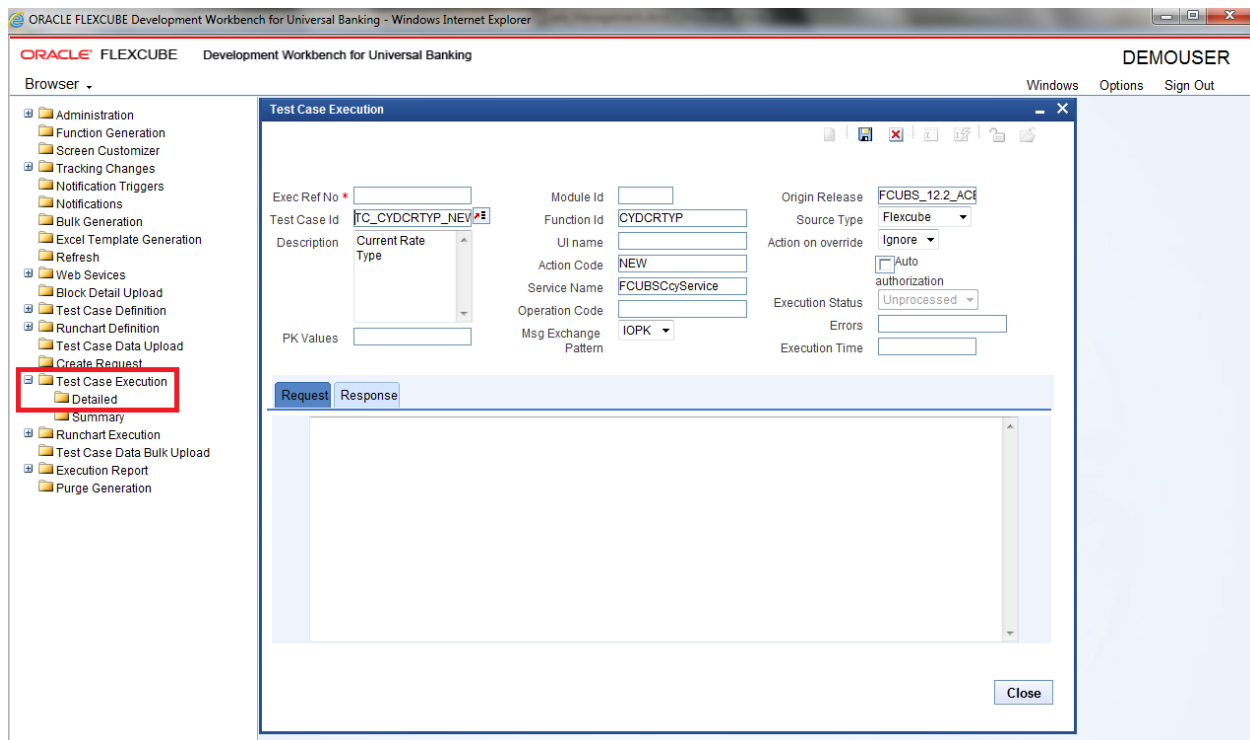 ORACLE FLEXCUBE Development Workbench for Universal Banking - Windows Internet Explorer
ORACLE FLEXCUBE Development Workbench for Universal Banking
DEMOUSER
Browser
Windows Options Sign Out
Administration
Function Generation
Screen Customizer
Tracking Changes
Notification Triggers
Notifications
Bulk Generation
Excel Template Generation
Refresh
Web Sevices
Block Detail Upload
Test Case Definition
Runchart Definition
Test Case Data Upload
Create Request
Test Case Execution
Detailed
Summary
Runchart Execution
Test Case Data Bulk Upload
Execution Report
Purge Generation
Test Case Execution
Exec Ref No *
Test Case Id TC_CYDCRTYP_NEW
Description Current Rate
Type
PK Values
Module Id
Function Id CYDCRTYP
UI name
Action Code NEW
Service Name FCUBSCcyService
Operation Code
Msg Exchange IOPK
Pattern
Origin Release FCUBS_12.2_ACE
Source Type Flexcube
Action on override Ignore
Auto
authorization
Execution Status Unprocessed
Errors
Execution Time
Request Response
Close